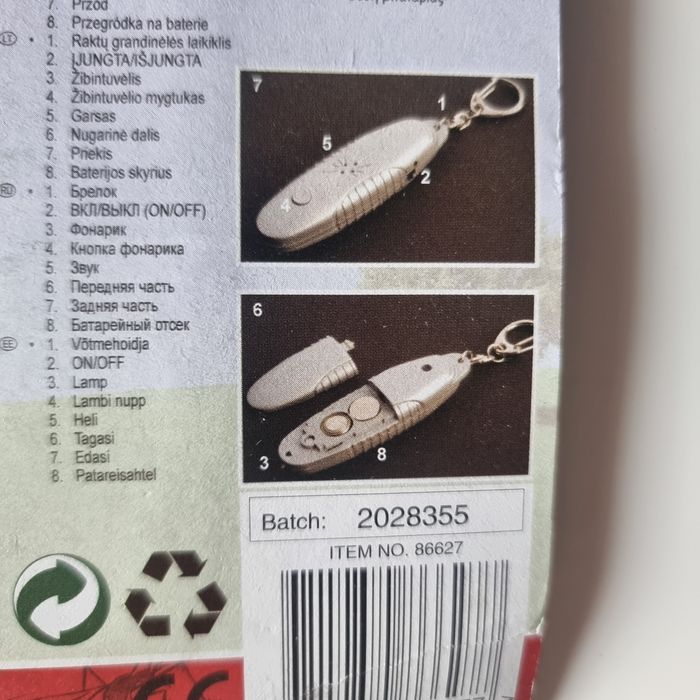 7. Przód
8. Przegródka na baterie
LT • 1. Raktų grandinėlės laikiklis
2. ĮJUNGTA/IŠJUNGTA
3. Žibintuvėlis
4. Žibintuvėlio mygtukas
5. Garsas
6. Nugarinė dalis
7. Priekis
8. Baterijos skyrius
RU • 1. Брелок
2. ВКЛ/ВЫКЛ (ON/OFF)
3. Фонарик
4. Кнопка фонарика
5. Звук
6. Передняя часть
7. Задняя часть
8. Батарейный отсек
EE • 1. Võtmehoidja
2. ON/OFF
3. Lamp
4. Lambi nupp
5. Heli
6. Tagasi
7. Edasi
8. Patareisahtel
7
1
5
2
4
6
3
8
Batch: 2028355
ITEM NO. 86627
CE